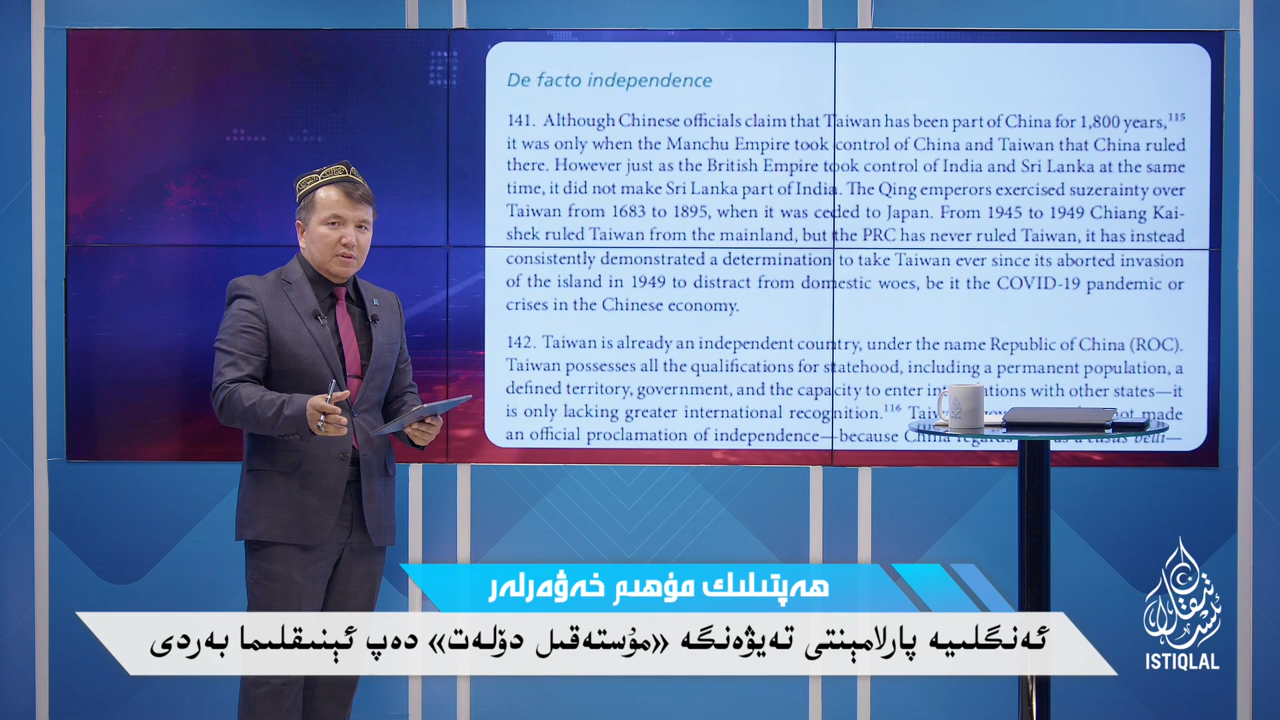 De facto independence
141. Although Chinese officials claim that Taiwan has been part of China for 1,800 years,¹¹⁵
it was only when the Manchu Empire took control of China and Taiwan that China ruled
there. However just as the British Empire took control of India and Sri Lanka at the same
time, it did not make Sri Lanka part of India. The Qing emperors exercised suzerainty over
Taiwan from 1683 to 1895, when it was ceded to Japan. From 1945 to 1949 Chiang Kai-
shek ruled Taiwan from the mainland, but the PRC has never ruled Taiwan, it has instead
consistently demonstrated a determination to take Taiwan ever since its aborted invasion
of the island in 1949 to distract from domestic woes, be it the COVID-19 pandemic or
crises in the Chinese economy.
142. Taiwan is already an independent country, under the name Republic of China (ROC).
Taiwan possesses all the qualifications for statehood, including a permanent population, a
defined territory, government, and the capacity to enter into relations with other states—it
is only lacking greater international recognition.¹¹⁶ made
an official proclamation of independence—because China regards as a casus belli—
ھەپتىلىك مۇھىم خەۋەرلەر
ئەنگلىيە پارلامېنتى تەيۋەنگە «مۇستەقىل دۆلەت» دەپ ئېنىقلىما بەردى
ISTIQLAL